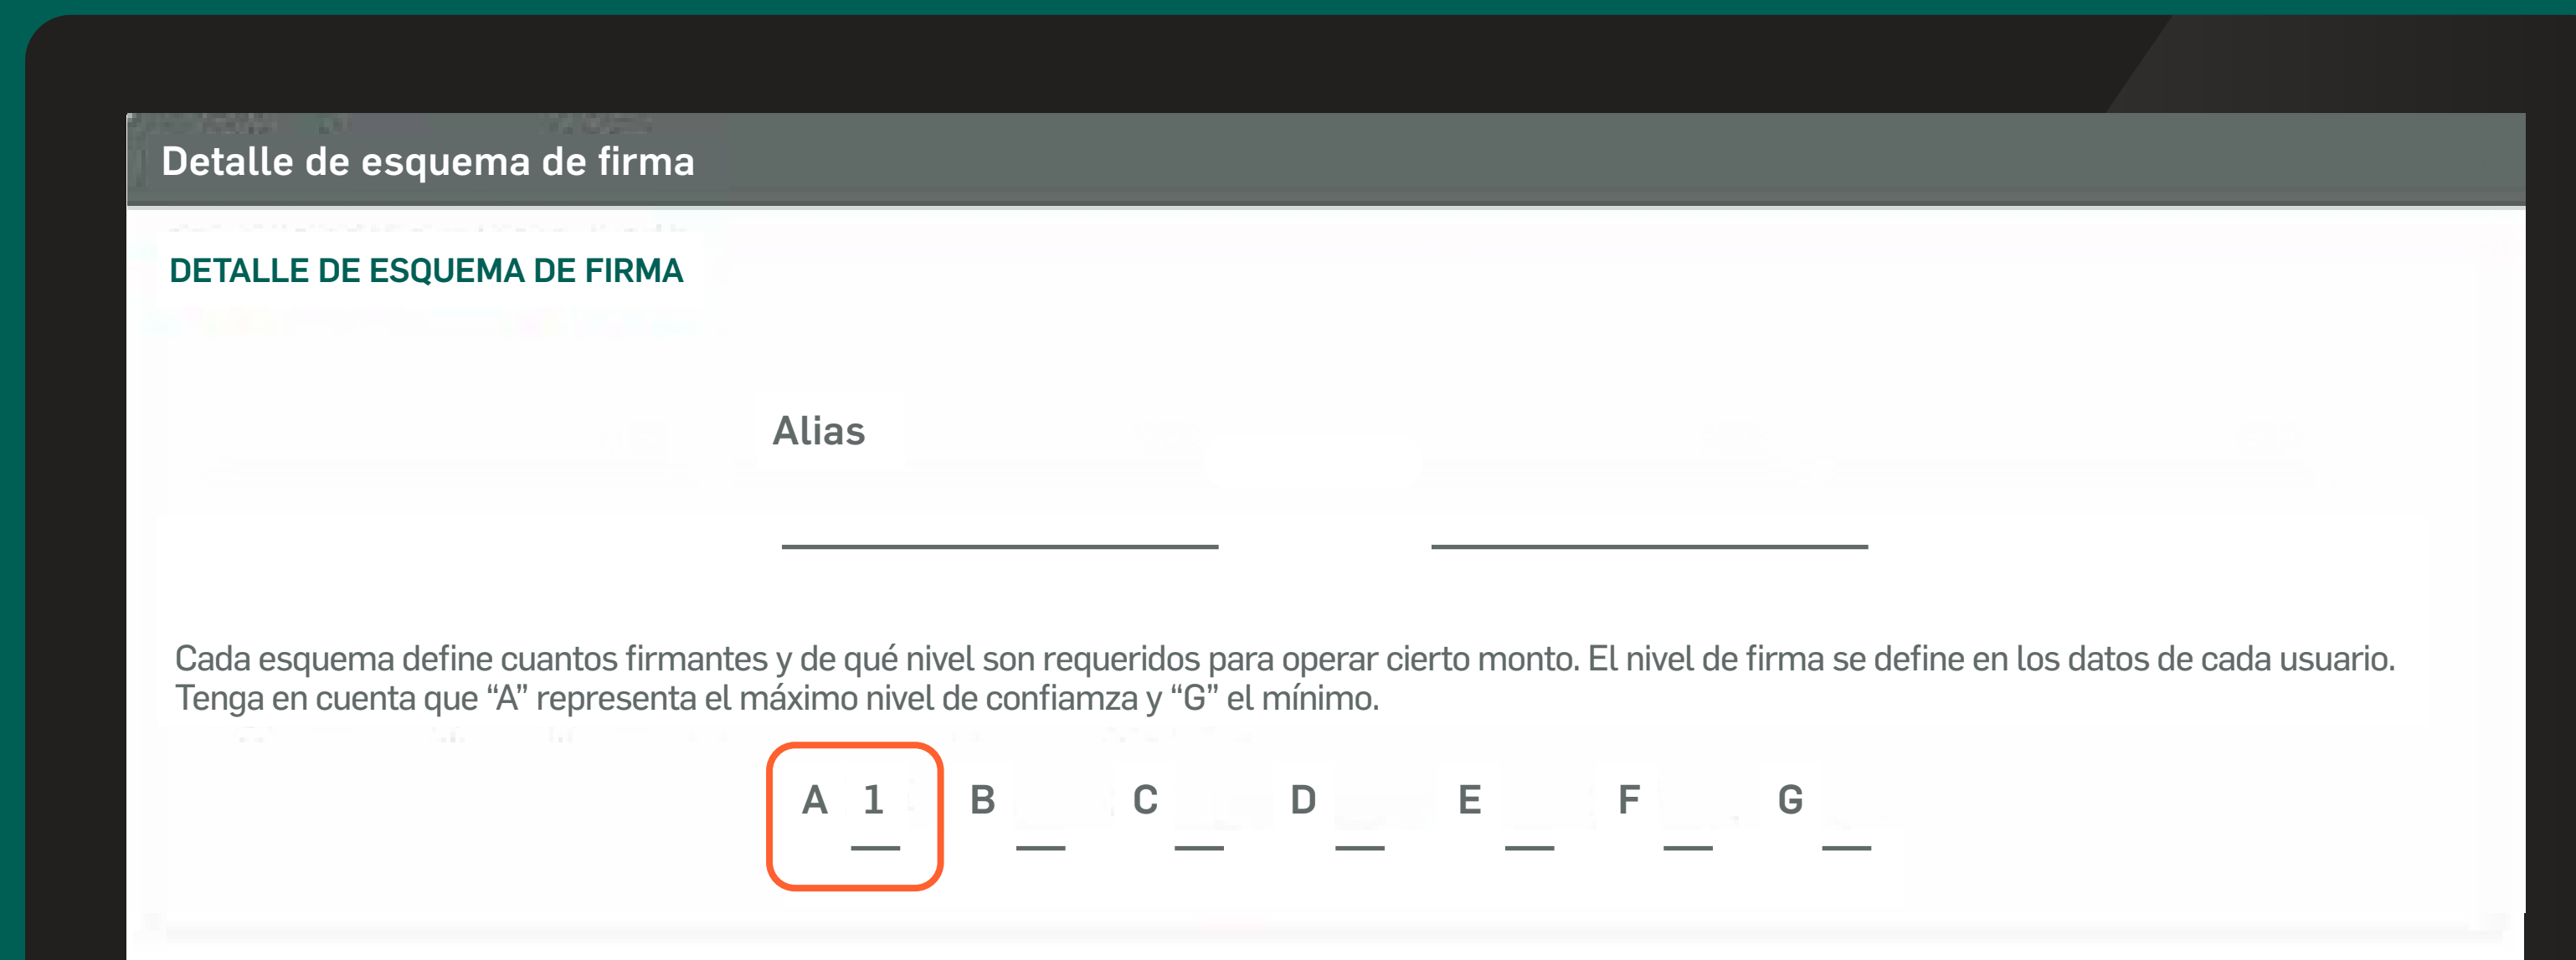 Detalle de esquema de firma
DETALLE DE ESQUEMA DE FIRMA
Alias
Cada esquema define cuantos firmantes y de qué nivel son requeridos para operar cierto monto. El nivel de firma se define en los datos de cada usuario.
Tenga en cuenta que “A” representa el máximo nivel de confiamza y “G” el mínimo.
A 1 B C D E F G